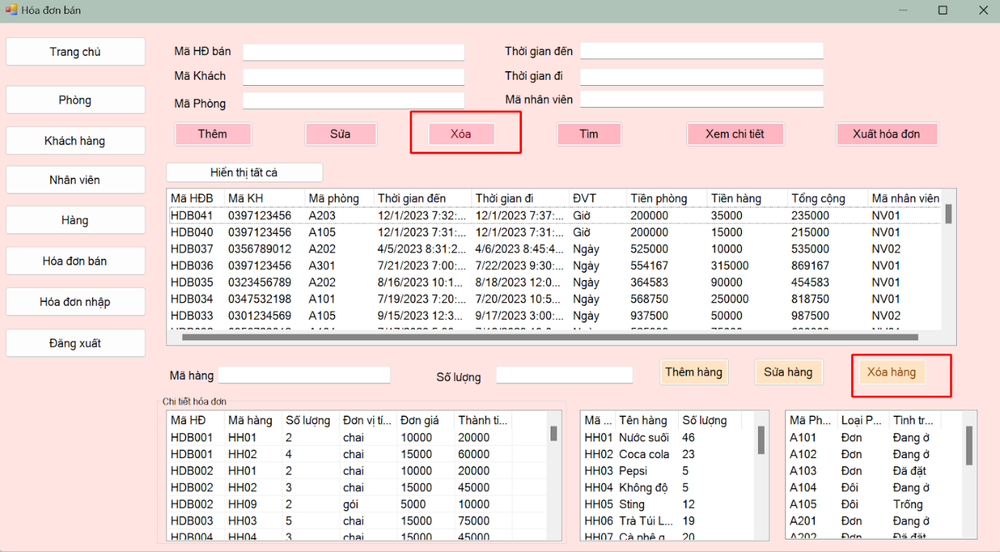 Hóa đơn bán
Trang chủ
Phòng
Khách hàng
Nhân viên
Hàng
Hóa đơn bán
Hóa đơn nhập
Đăng xuất
Mã HĐ bán
Thời gian đến
Mã Khách
Thời gian đi
Mã Phòng
Mã nhân viên
Thêm Sửa Xóa Tìm Xem chi tiết Xuất hóa đơn
Hiển thị tất cả
Mã HĐB Mã KH Mã phòng Thời gian đến Thời gian đi ĐVT Tiền phòng Tiền hàng Tổng cộng Mã nhân viên
HDB041 0397123456 A203 12/1/2023 7:32:... 12/1/2023 7:37:... Giờ 200000 35000 235000 NV01
HDB040 0397123456 A105 12/1/2023 7:31:... 12/1/2023 7:31:... Giờ 200000 15000 215000 NV01
HDB037 0356789012 A202 4/5/2023 8:31:2... 4/6/2023 8:45:4... Ngày 525000 10000 535000 NV02
HDB036 0397123456 A301 7/21/2023 7:00:... 7/22/2023 9:30:... Ngày 554167 315000 869167 NV01
HDB035 0323456789 A202 8/16/2023 10:1... 8/18/2023 12:0... Ngày 364583 90000 454583 NV01
HDB034 0347532198 A101 7/19/2023 7:20:... 7/20/2023 10:5... Ngày 568750 250000 818750 NV01
HDB033 0301234569 A105 9/15/2023 12:3... 9/17/2023 3:00:... Ngày 937500 50000 987500 NV02
Mã hàng Số lượng Thêm hàng Sửa hàng Xóa hàng
Chi tiết hóa đơn
Mã HĐ Mã hàng Số lượng Đơn vị tí... Đơn giá Thành ti...
HDB001 HH01 2 chai 10000 20000
HDB001 HH02 4 chai 15000 60000
HDB002 HH01 2 chai 10000 20000
HDB002 HH02 3 chai 15000 45000
HDB002 HH09 2 gói 5000 10000
HDB003 HH03 5 chai 15000 75000
HDB004 HH04 3 chai 15000 45000
Mã ... Tên hàng Số lượng
HH01 Nước suối 46
HH02 Coca cola 23
HH03 Pepsi 5
HH04 Không độ 5
HH05 Sting 12
HH06 Trà Túi L... 19
HH07 Cà phê g... 20
Mã Ph... Loại P... Tình tr...
A101 Đơn Đang ở
A102 Đơn Đang ở
A103 Đơn Đã đặt
A104 Đôi Đang ở
A105 Đôi Trống
A201 Đơn Đang ở
A202 Đơn Đã đặt